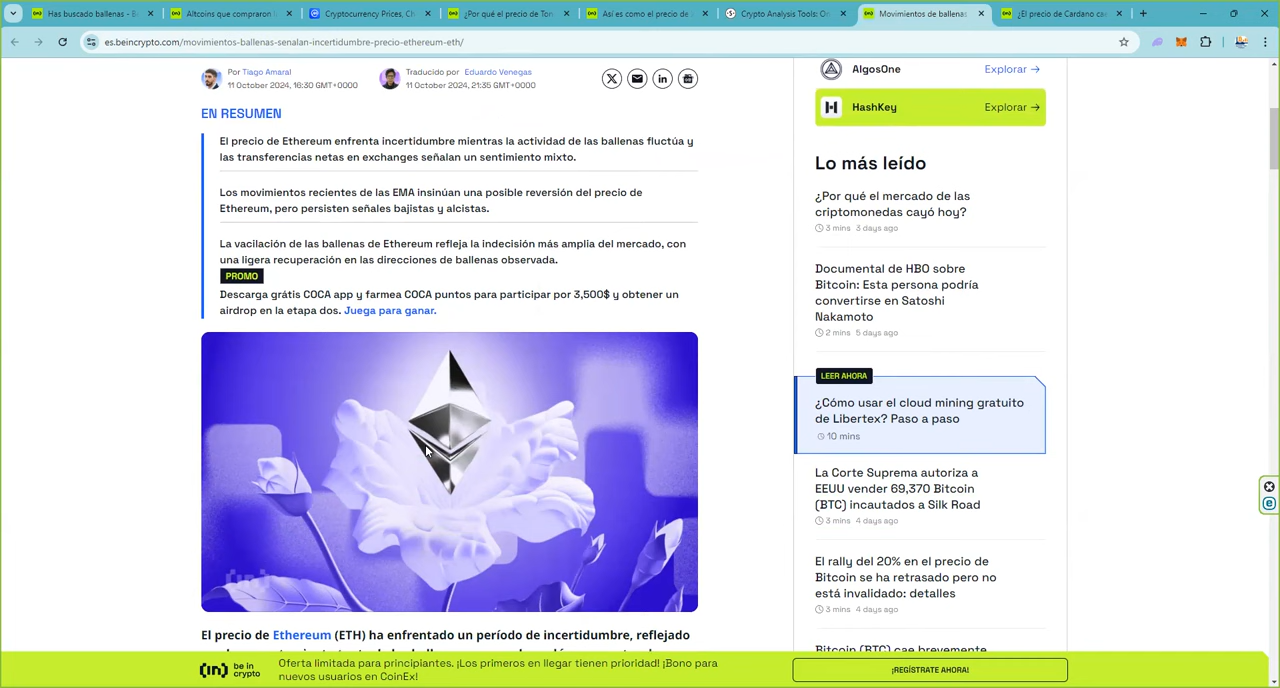 Has buscado ballenas - B
Altcoins que compraron l
Cryptocurrency Prices, Ch
¿Por qué el precio de Ton
Así es como el precio de
Crypto Analysis Tools: On
Movimientos de ballenas
¿El precio de Cardano ca
es.beincrypto.com/movimientos-ballenas-senalan-incertidumbre-precio-ethereum-eth/
Por Tiago Amaral
11 October 2024, 16:30 GMT+0000
Traducido por Eduardo Venegas
11 October 2024, 21:35 GMT+0000
EN RESUMEN
El precio de Ethereum enfrenta incertidumbre mientras la actividad de las ballenas fluctúa y
las transferencias netas en exchanges señalan un sentimiento mixto.
Los movimientos recientes de las EMA insinúan una posible reversión del precio de
Ethereum, pero persisten señales bajistas y alcistas.
La vacilación de las ballenas de Ethereum refleja la indecisión más amplia del mercado, con
una ligera recuperación en las direcciones de ballenas observada.
PROMO
Descarga grátis COCA app y farmea COCA puntos para participar por 3,500$ y obtener un
airdrop en la etapa dos. Juega para ganar.
El precio de Ethereum (ETH) ha enfrentado un período de incertidumbre, reflejado
AlgosOne
Explorar →
HashKey
Explorar →
Lo más leído
¿Por qué el mercado de las
criptomonedas cayó hoy?
3 mins 3 days ago
Documental de HBO sobre
Bitcoin: Esta persona podría
convertirse en Satoshi
Nakamoto
2 mins 5 days ago
LEER AHORA
¿Cómo usar el cloud mining gratuito
de Libertex? Paso a paso
10 mins
La Corte Suprema autoriza a
EEUU vender 69,370 Bitcoin
(BTC) incautados a Silk Road
3 mins 4 days ago
El rally del 20% en el precio de
Bitcoin se ha retrasado pero no
está invalidado: detalles
3 mins 4 days ago
Bitcoin (BTC) cae brevemente
be in
crypto
Oferta limitada para principiantes. ¡Los primeros en llegar tienen prioridad! ¡Bono para
nuevos usuarios en CoinEx!
¡REGÍSTRATE AHORA!